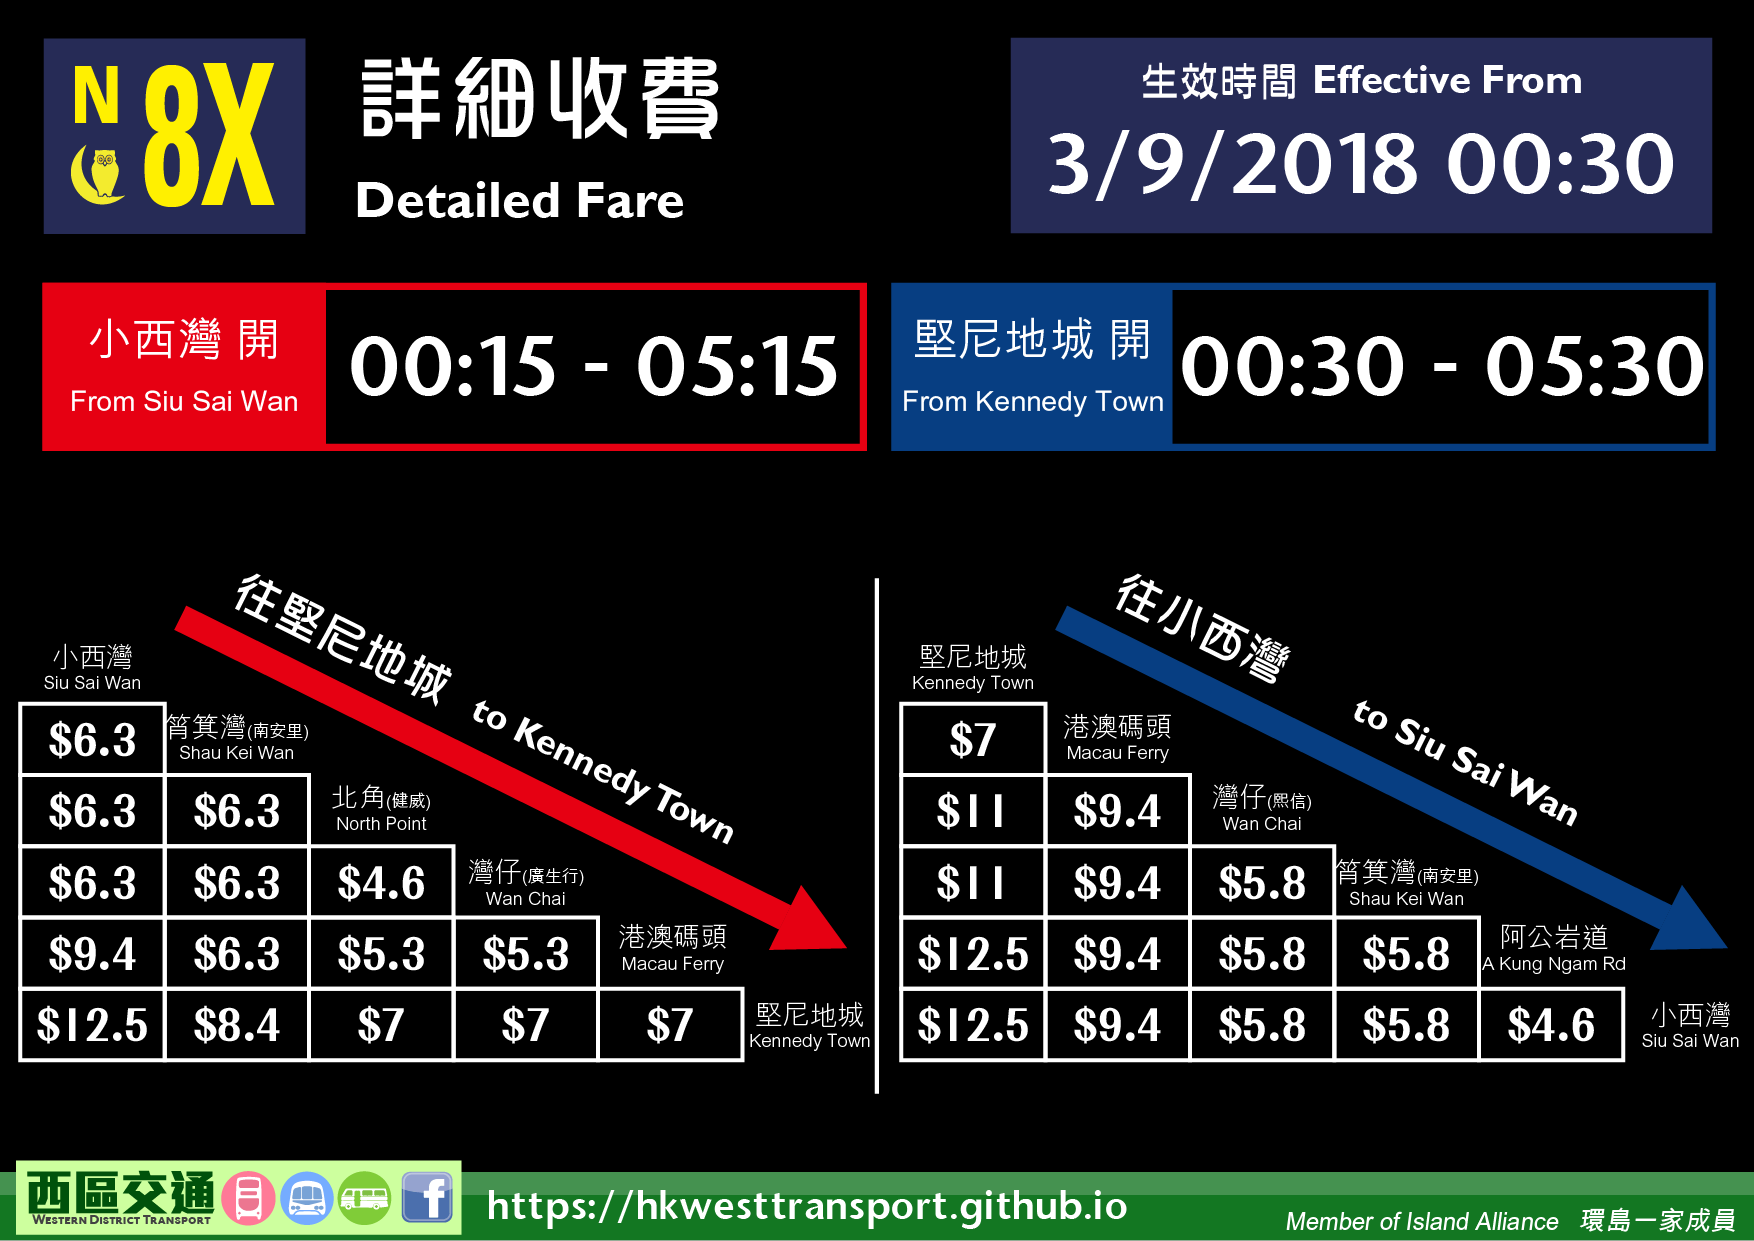 N
8X
詳細收費
Detailed Fare
生效時間 Effective From
3/9/2018 00:30
小西灣 開
From Siu Sai Wan
00:15 - 05:15
堅尼地城 開
From Kennedy Town
00:30 - 05:30
往堅尼地城 to Kennedy Town
小西灣
Siu Sai Wan
$6.3
筲箕灣(南安里)
Shau Kei Wan
$6.3 $6.3
北角(健威)
North Point
$6.3 $6.3 $4.6
灣仔(廣生行)
Wan Chai
$9.4 $6.3 $5.3 $5.3
港澳碼頭
Macau Ferry
$12.5 $8.4 $7 $7 $7
堅尼地城
Kennedy Town
往小西灣 to Siu Sai Wan
堅尼地城
Kennedy Town
$7
港澳碼頭
Macau Ferry
$11 $9.4
灣仔(熙信)
Wan Chai
$11 $9.4 $5.8
筲箕灣(南安里)
Shau Kei Wan
$12.5 $9.4 $5.8 $5.8
阿公岩道
A Kung Ngam Rd
$12.5 $9.4 $5.8 $5.8 $4.6
小西灣
Siu Sai Wan
西區交通
WESTERN DISTRICT TRANSPORT
f
https://hkwesttransport.github.io
Member of Island Alliance 環島一家成員